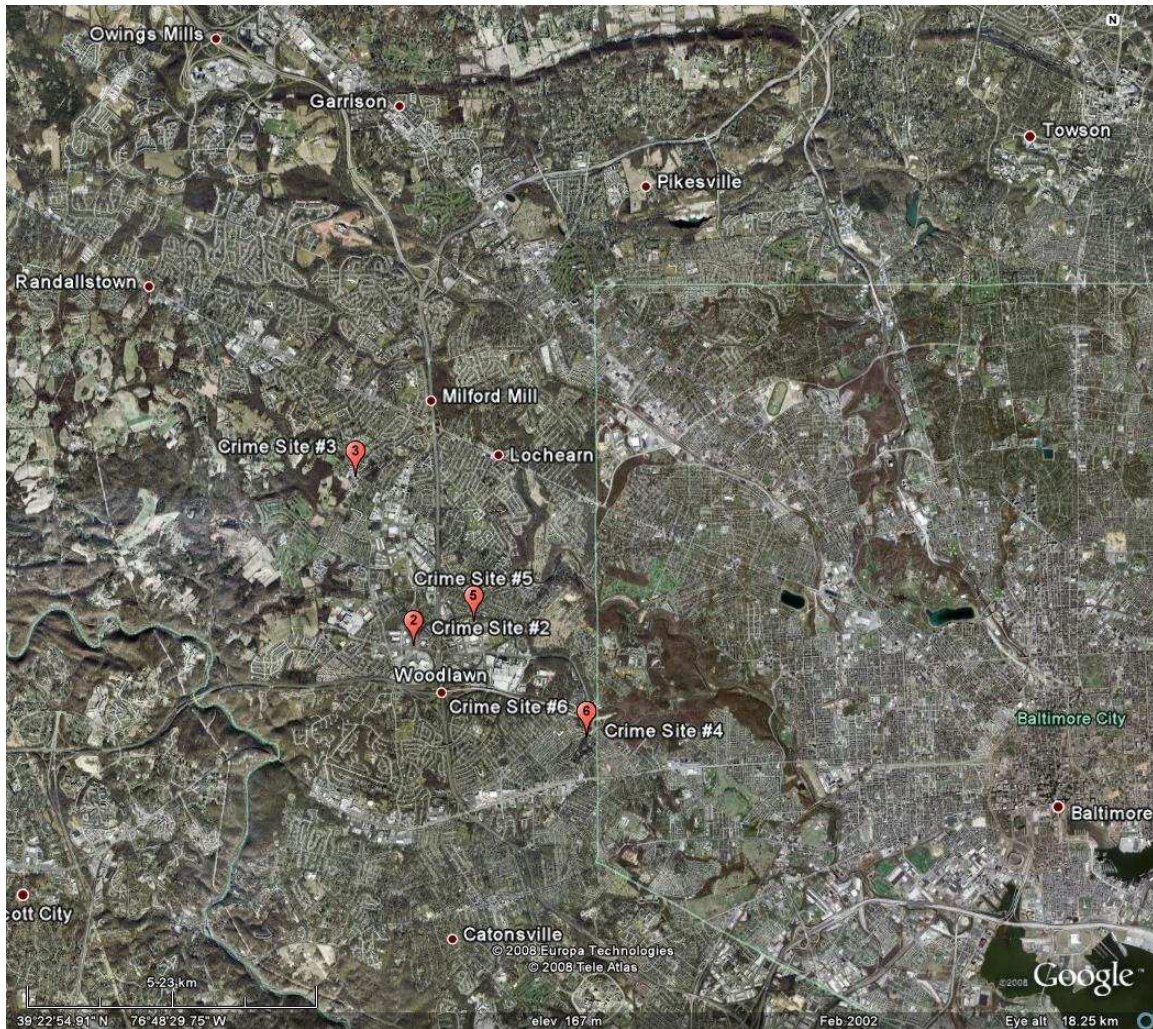 N
Owings Mills
Garrison
Towson
Pikesville
Randallstown
Milford Mill
Crime Site #3
3
Lochearn
Crime Site #5
5
2
Crime Site #2
Woodlawn
Crime Site #6
6
Crime Site #4
Baltimore City
Baltimore
cott City
Catonsville
© 2008 Europa Technologies
© 2008 Tele Atlas
5.23 km
©2008 Google™
39°22'54.91" N 76°48'29.75" W elev 167 m Feb 2002 Eye alt 18.25 km